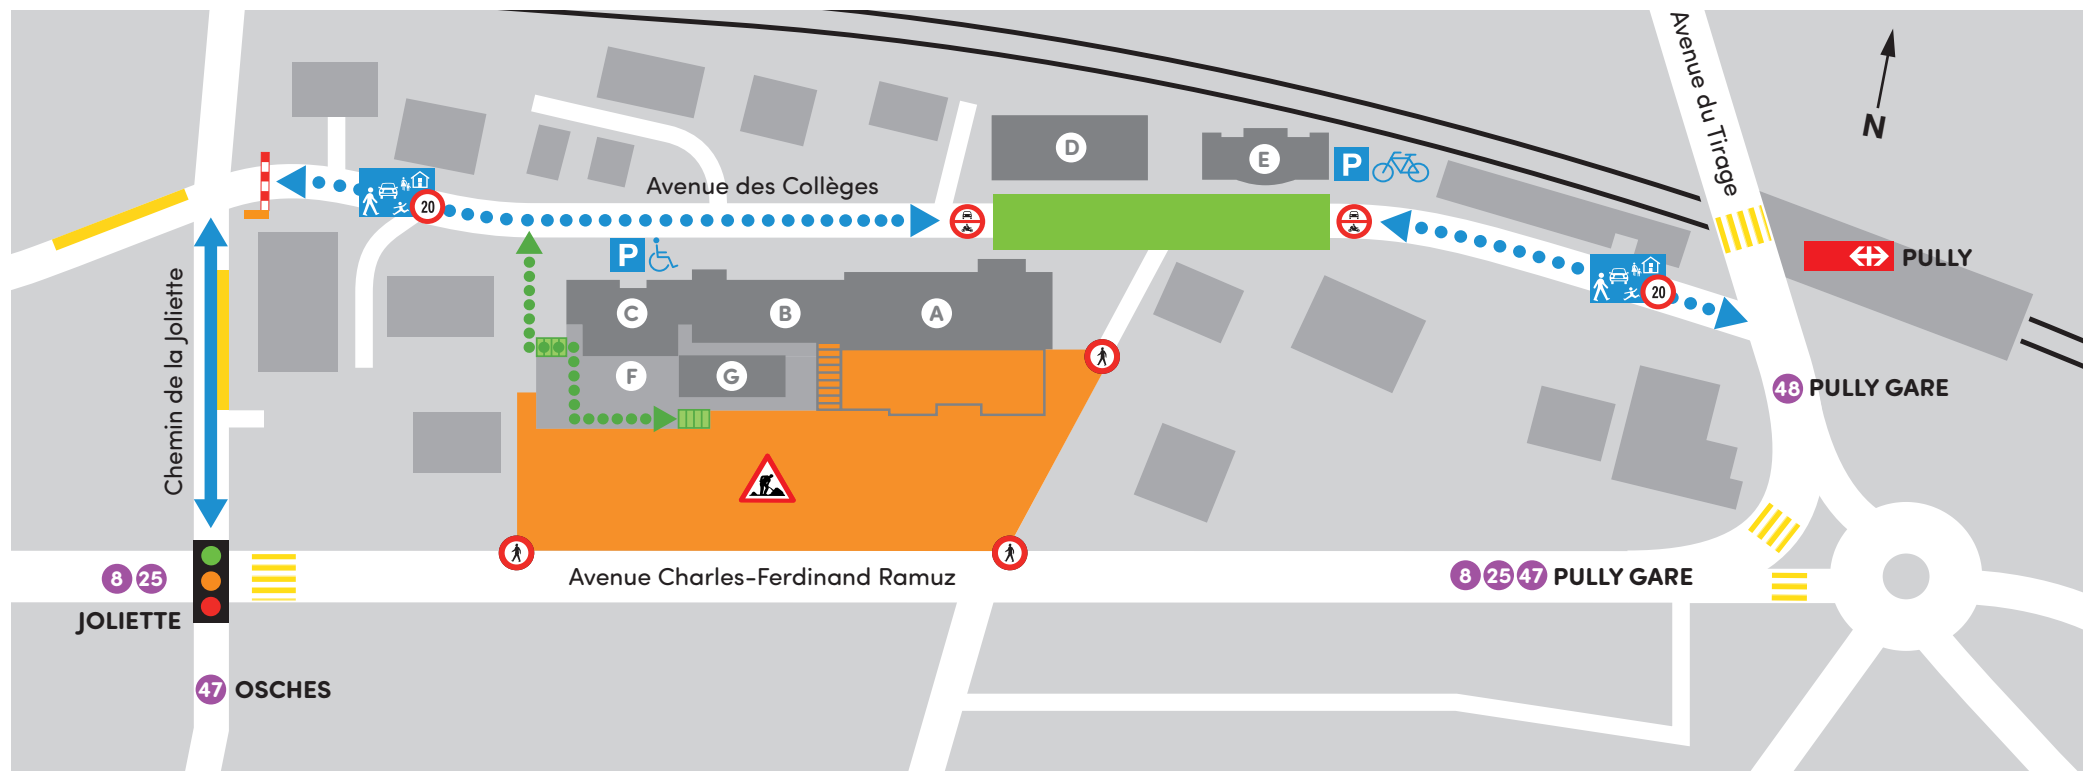 Avenue du Tirage
N
D
E
P
Avenue des Collèges
20
P
PULLY
20
Chemin de la Joliette
C
B
A
F
G
48 PULLY GARE
8 25
JOLIETTE
Avenue Charles-Ferdinand Ramuz
8 25 47 PULLY GARE
47 OSCHES